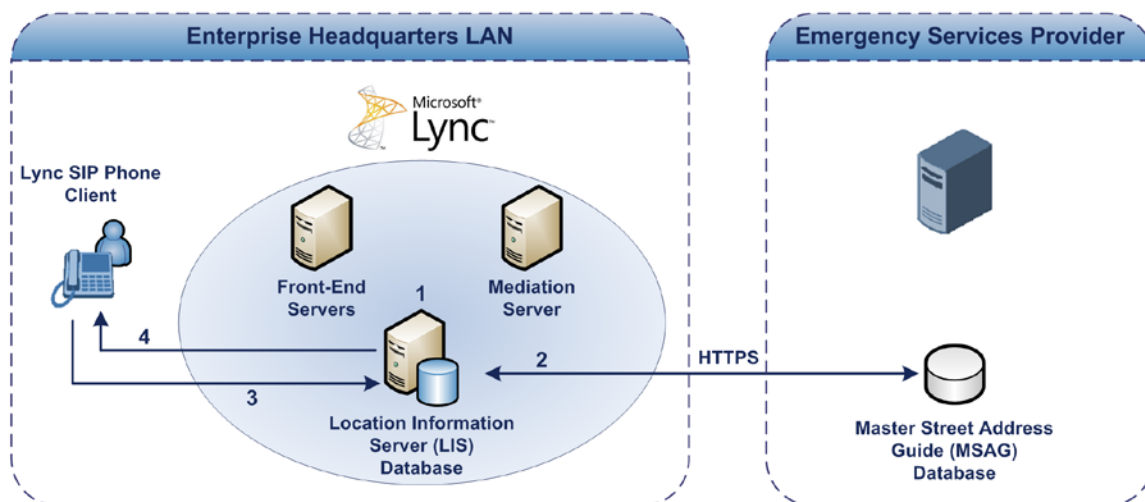 Enterprise Headquarters LAN
Emergency Services Provider
Microsoft®
Lync™
Lync SIP Phone
Client
Front-End
Servers
Mediation
Server
1
4
2
HTTPS
3
Location Information
Server (LIS)
Database
Master Street Address
Guide (MSAG)
Database